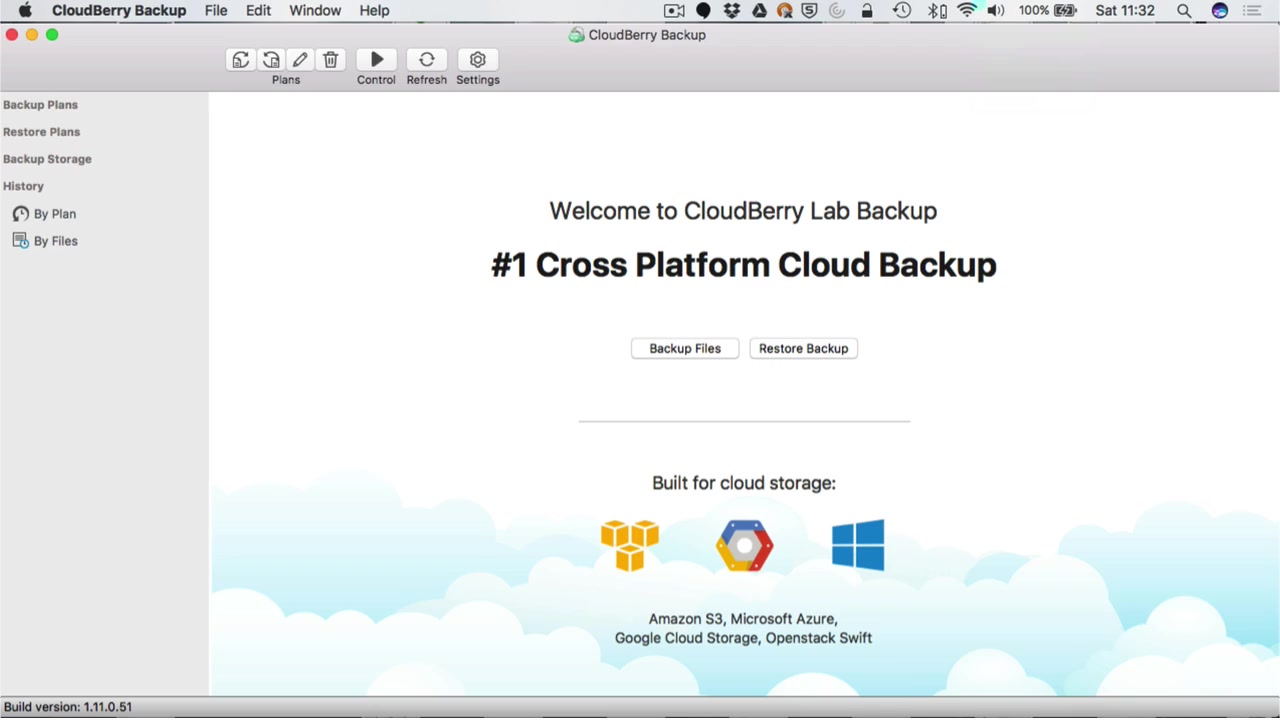 CloudBerry Backup File Edit Window Help 100% Sat 11:32
CloudBerry Backup
Plans Control Refresh Settings
Backup Plans
Restore Plans
Backup Storage
History
By Plan
By Files
Welcome to CloudBerry Lab Backup
#1 Cross Platform Cloud Backup
Backup Files Restore Backup
Built for cloud storage:
Amazon S3, Microsoft Azure,
Google Cloud Storage, Openstack Swift
Build version: 1.11.0.51